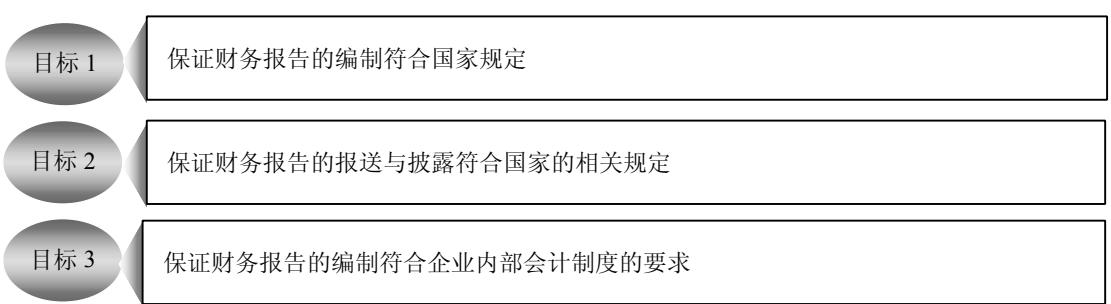 目标 1
保证财务报告的编制符合国家规定
目标 2
保证财务报告的报送与披露符合国家的相关规定
目标 3
保证财务报告的编制符合企业内部会计制度的要求